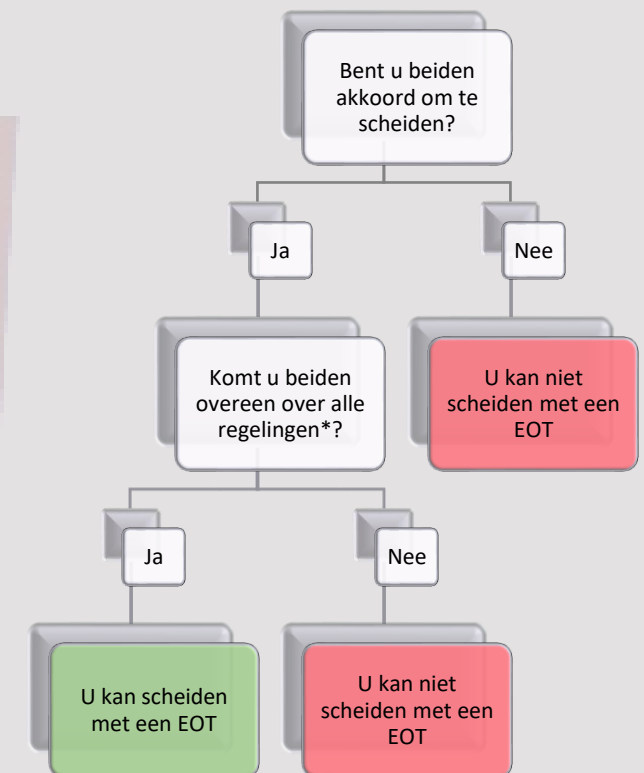 Bent u beiden
akkoord om te
scheiden?
Ja
Nee
Komt u beiden
overeen over alle
regelingen*?
U kan niet
scheiden met een
EOT
Ja
Nee
U kan scheiden
met een EOT
U kan niet
scheiden met een
EOT